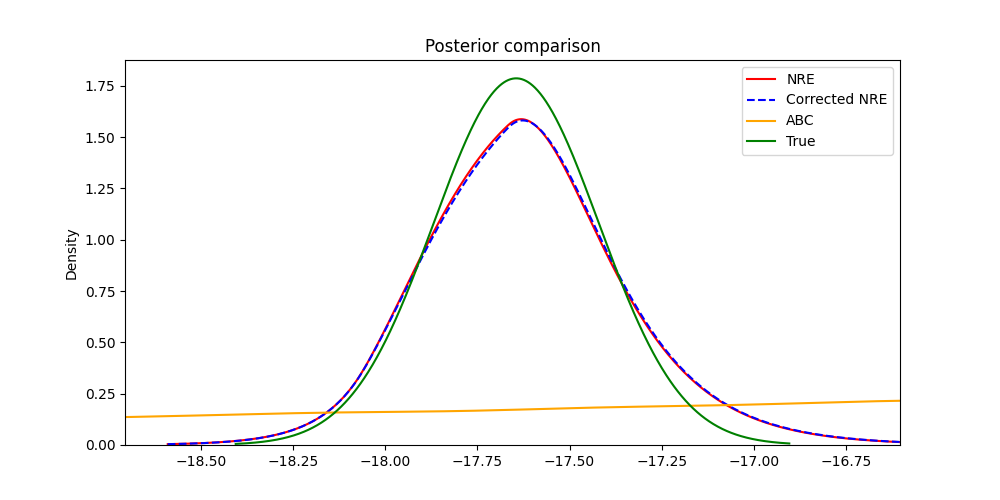 Posterior comparison
NRE
Corrected NRE
ABC
True
Density
1.75
1.50
1.25
1.00
0.75
0.50
0.25
0.00
−18.50 −18.25 −18.00 −17.75 −17.50 −17.25 −17.00 −16.75